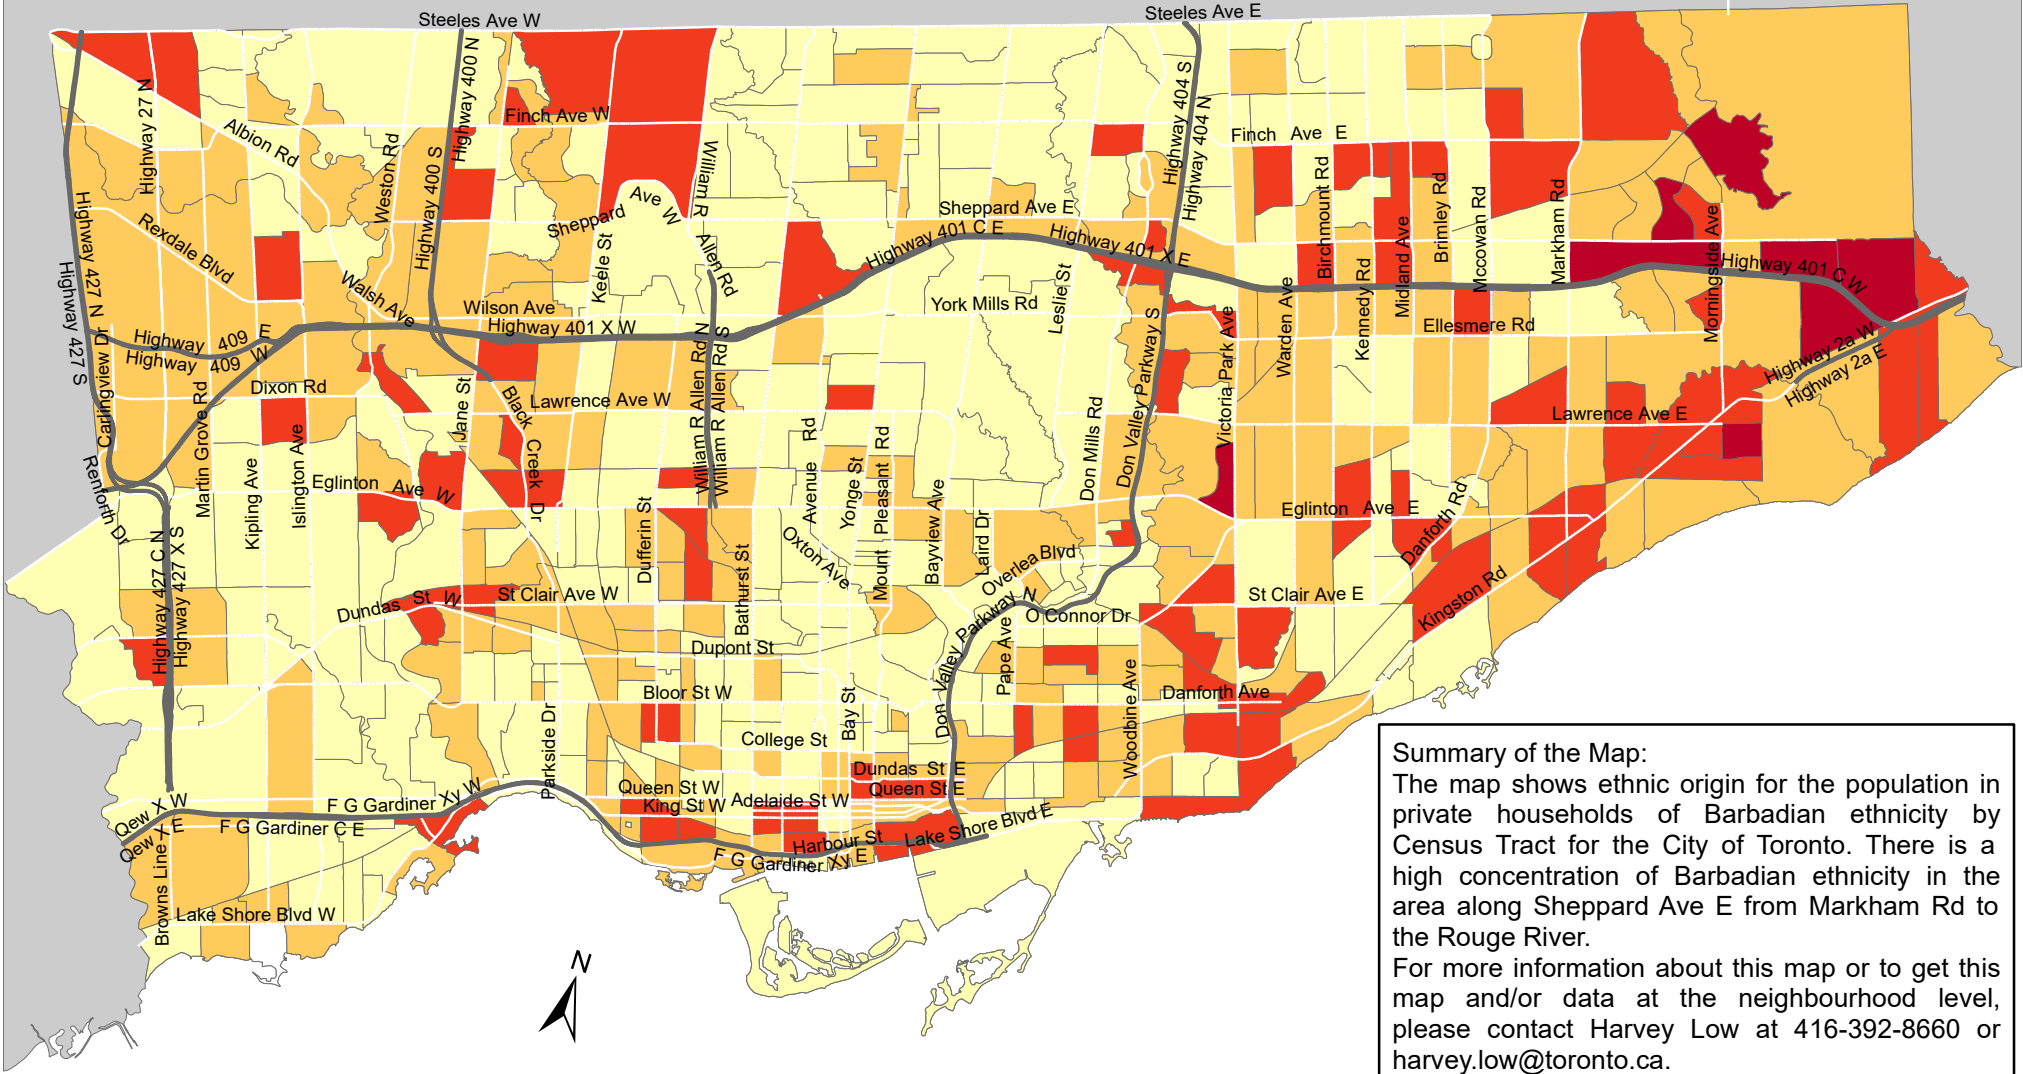 Steeles Ave W
Steeles Ave E
Highway 27 N
Albion Rd
Weston Rd
Highway 400 N
Highway 400 S
Finch Ave W
William R Allen Rd
Sheppard Ave W
Keele St
Highway 404 S
Highway 404 N
Finch Ave E
Sheppard Ave E
Highway 401 C E
Highway 401 X E
Birchmount Rd
Midland Ave
Brimley Rd
Mccowan Rd
Markham Rd
Morningside Ave
Highway 401 C W
Highway 427 N
Highway 427 S
Rexdale Blvd
Walsh Ave
Wilson Ave
Highway 401 X W
York Mills Rd
Leslie St
Warden Ave
Kennedy Rd
Ellesmere Rd
Highway 2a W
Highway 2a E
Highway 409 E
Highway 409 W
Carlingview Dr
Dixon Rd
Martin Grove Rd
Jane St
Black Creek Dr
Lawrence Ave W
William R Allen Rd N
William R Allen Rd S
Avenue Rd
Yonge St
Mount Pleasant Rd
Bayview Ave
Laird Dr
Don Mills Rd
Don Valley Parkway S
Victoria Park Ave
Lawrence Ave E
Renforth Dr
Kipling Ave
Islington Ave
Eglinton Ave W
Dufferin St
Bathurst St
Oxton Ave
Overlea Blvd
Eglinton Ave E
Danforth Rd
Kingston Rd
Highway 427 C N
Highway 427 X S
Dundas St W
St Clair Ave W
Don Valley Parkway N
O Connor Dr
St Clair Ave E
Dupont St
Pape Ave
Woodbine Ave
Bloor St W
Bay St
Danforth Ave
Parkside Dr
College St
Dundas St E
Queen St W
Queen St E
King St W
Adelaide St W
Harbour St
Lake Shore Blvd E
F G Gardiner Xy W
F G Gardiner C E
F G Gardiner Xy E
Qew X W
Qew X E
Browns Line
Lake Shore Blvd W
N
Summary of the Map:
The map shows ethnic origin for the population in
private households of Barbadian ethnicity by
Census Tract for the City of Toronto. There is a
high concentration of Barbadian ethnicity in the
area along Sheppard Ave E from Markham Rd to
the Rouge River.
For more information about this map or to get this
map and/or data at the neighbourhood level,
please contact Harvey Low at 416-392-8660 or
harvey.low@toronto.ca.